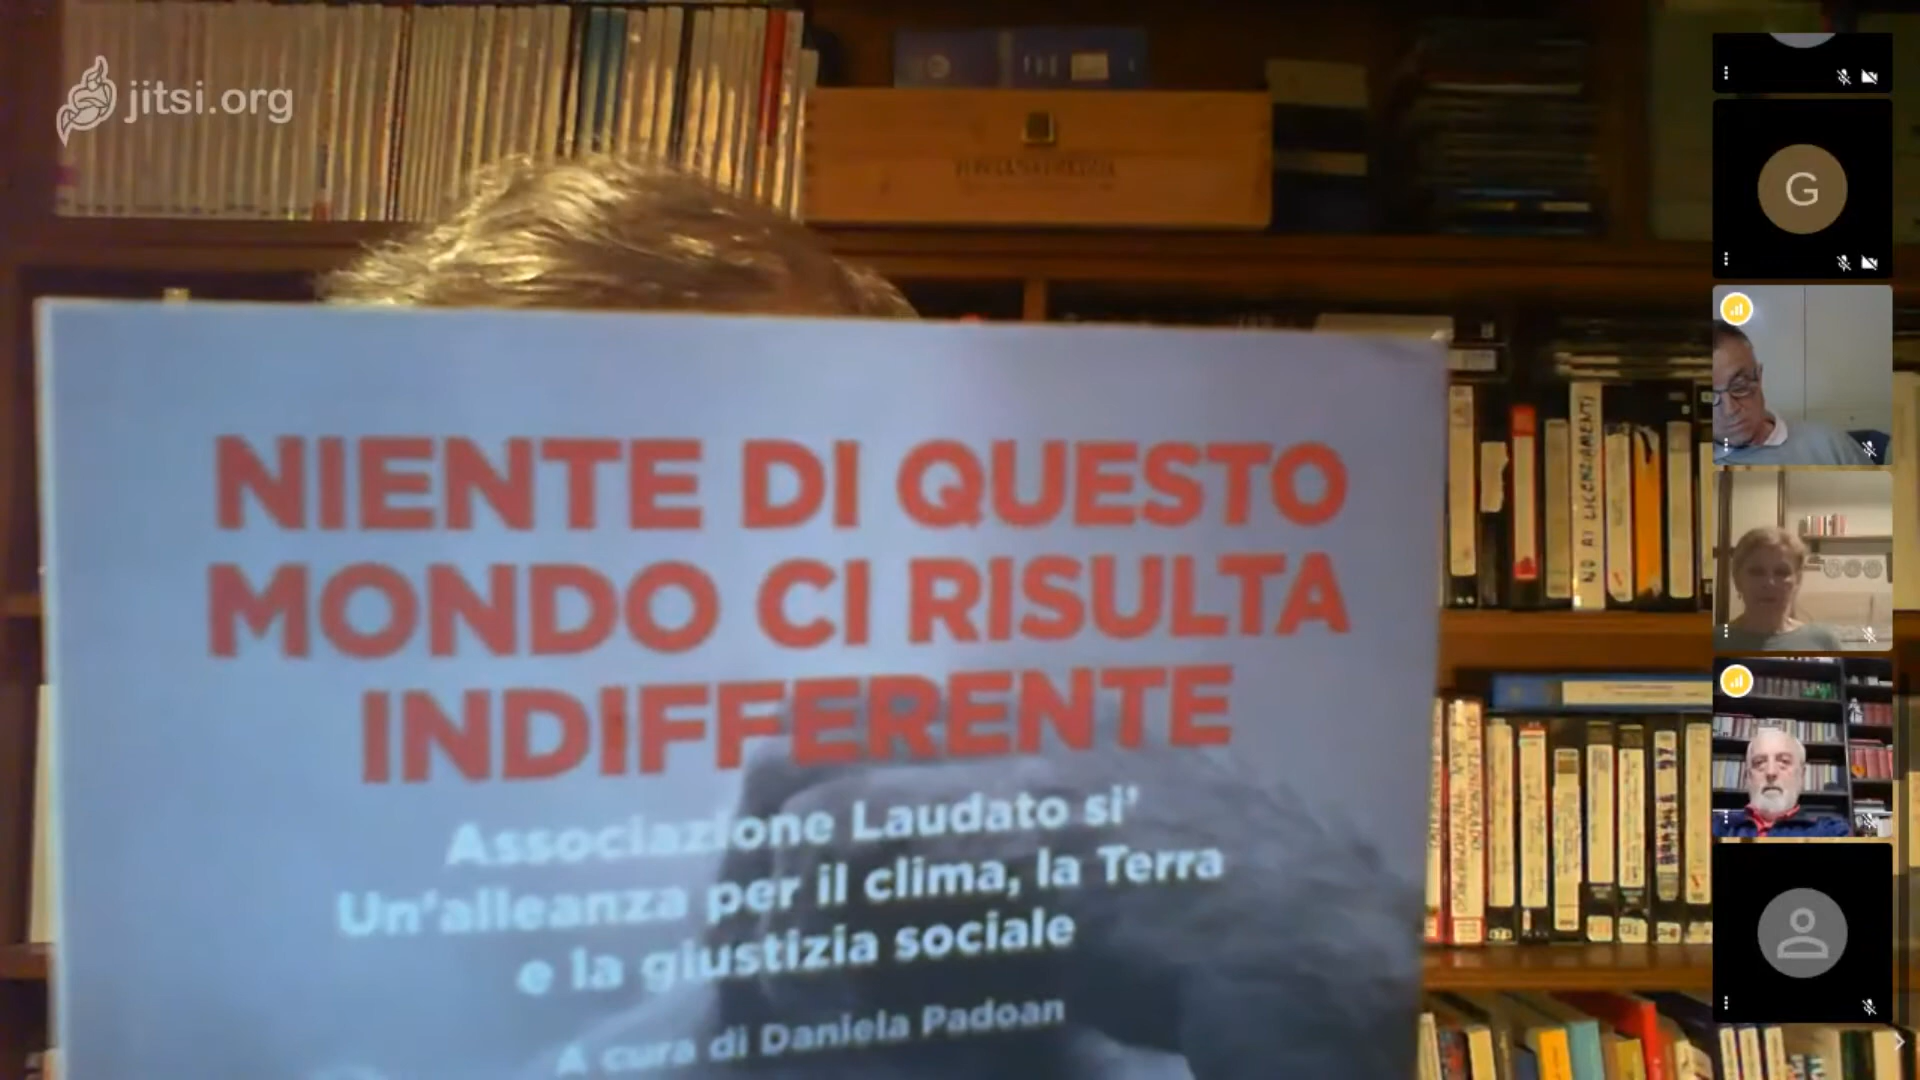 jitsi.org
NIENTE DI QUESTO
MONDO CI RISULTA
INDIFFERENTE
Associazione Laudato si'
Un'alleanza per il clima, la Terra
e la giustizia sociale
A cura di Daniela Padoan
G
NO AI LICENZIAMENTI